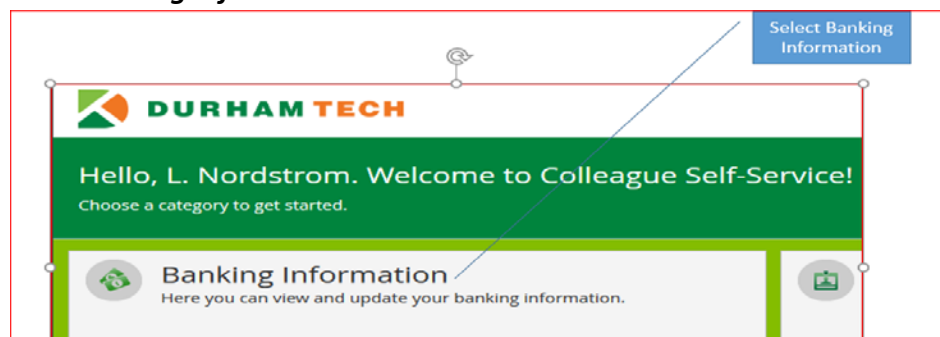 Select Banking
Information
DURHAM TECH
Hello, L. Nordstrom. Welcome to Colleague Self-Service!
Choose a category to get started.
Banking Information
Here you can view and update your banking information.